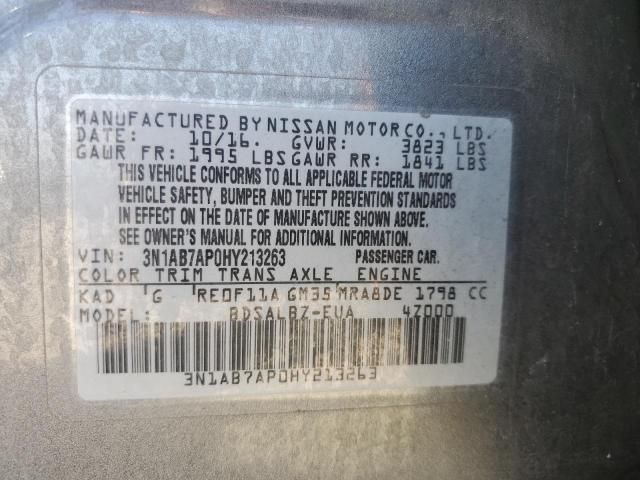 MANUFACTURED BY NISSAN MOTOR CO., LTD.
DATE: 10/16. GVWR: 3823 LBS
GAWR FR: 1995 LBS GAWR RR: 1841 LBS
THIS VEHICLE CONFORMS TO ALL APPLICABLE FEDERAL MOTOR
VEHICLE SAFETY, BUMPER AND THEFT PREVENTION STANDARDS
IN EFFECT ON THE DATE OF MANUFACTURE SHOWN ABOVE.
SEE OWNER'S MANUAL FOR ADDITIONAL INFORMATION.
VIN: 3N1AB7AP0HY213263 PASSENGER CAR.
COLOR TRIM TRANS AXLE ENGINE
KAD G RE0F11A GM35 MRA8DE 1798 CC
MODEL: BDSALBZ-EUA 4Z000
3N1AB7AP0HY213263